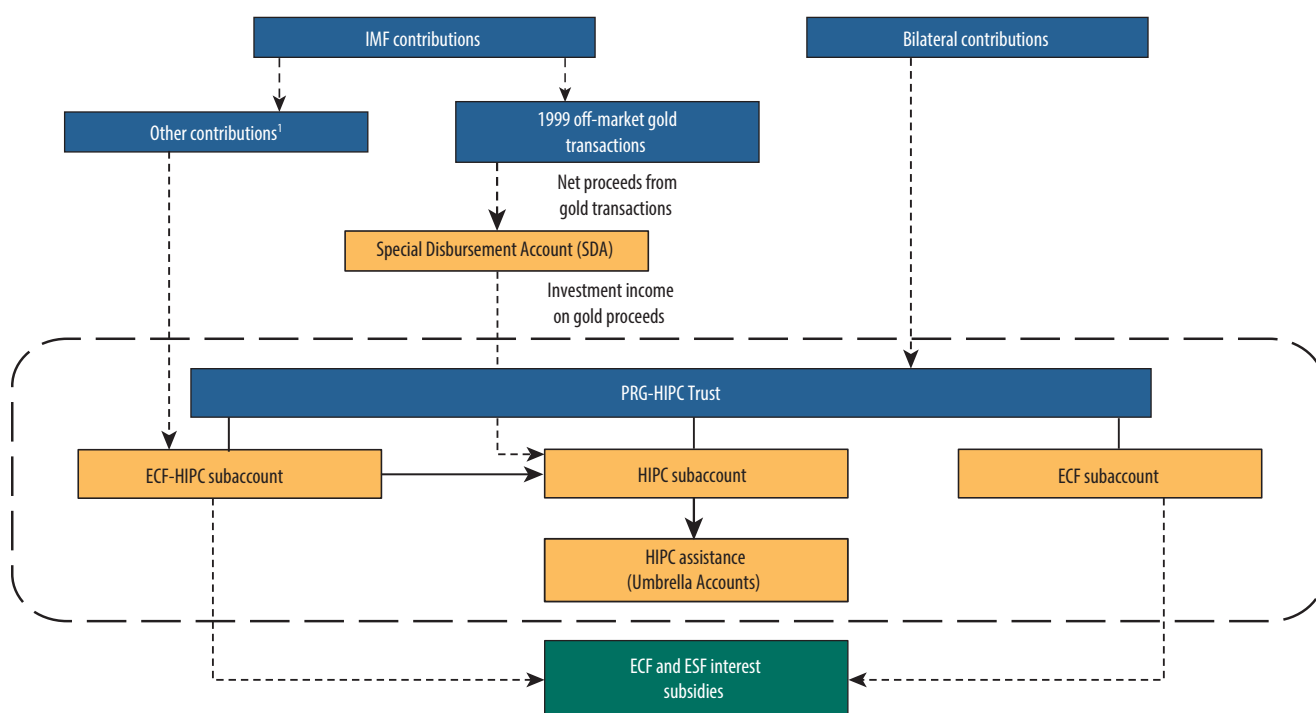 IMF contributions
Bilateral contributions
Other contributions¹
1999 off-market gold
transactions
Net proceeds from
gold transactions
Special Disbursement Account (SDA)
Investment income
on gold proceeds
PRG-HIPC Trust
ECF-HIPC subaccount
HIPC subaccount
ECF subaccount
HIPC assistance
(Umbrella Accounts)
ECF and ESF interest
subsidies